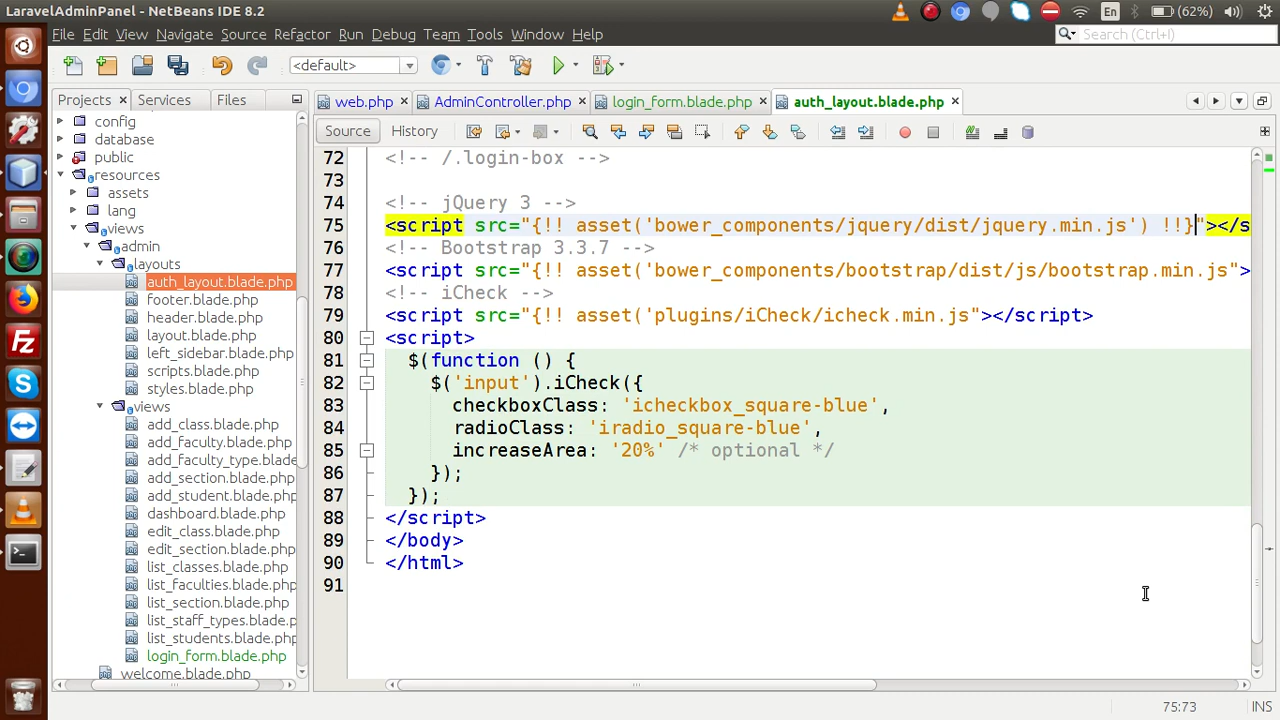 LaravelAdminPanel - NetBeans IDE 8.2
En
(62%)
File Edit View Navigate Source Refactor Run Debug Team Tools Window Help
Search (Ctrl+I)
<default>
Projects
Services
Files
web.php
AdminController.php
login_form.blade.php
auth_layout.blade.php
Source
History
config
database
public
resources
assets
lang
views
admin
layouts
auth_layout.blade.php
footer.blade.php
header.blade.php
layout.blade.php
left_sidebar.blade.php
scripts.blade.php
styles.blade.php
views
add_class.blade.php
add_faculty.blade.php
add_faculty_type.blade
add_section.blade.php
add_student.blade.php
dashboard.blade.php
edit_class.blade.php
edit_section.blade.php
list_classes.blade.php
list_faculties.blade.php
list_section.blade.php
list_staff_types.blade.p
list_students.blade.php
login_form.blade.php
welcome.blade.php
72 <!-- /.login-box -->
73
74 <!-- jQuery 3 -->
75 <script src="{!! asset('bower_components/jquery/dist/jquery.min.js') !!}"></s
76 <!-- Bootstrap 3.3.7 -->
77 <script src="{!! asset('bower_components/bootstrap/dist/js/bootstrap.min.js">
78 <!-- iCheck -->
79 <script src="{!! asset('plugins/iCheck/icheck.min.js"></script>
80 <script>
81 $(function () {
82 $('input').iCheck({
83 checkboxClass: 'icheckbox_square-blue',
84 radioClass: 'iradio_square-blue',
85 increaseArea: '20%' /* optional */
86 });
87 });
88 </script>
89 </body>
90 </html>
91
75:73
INS